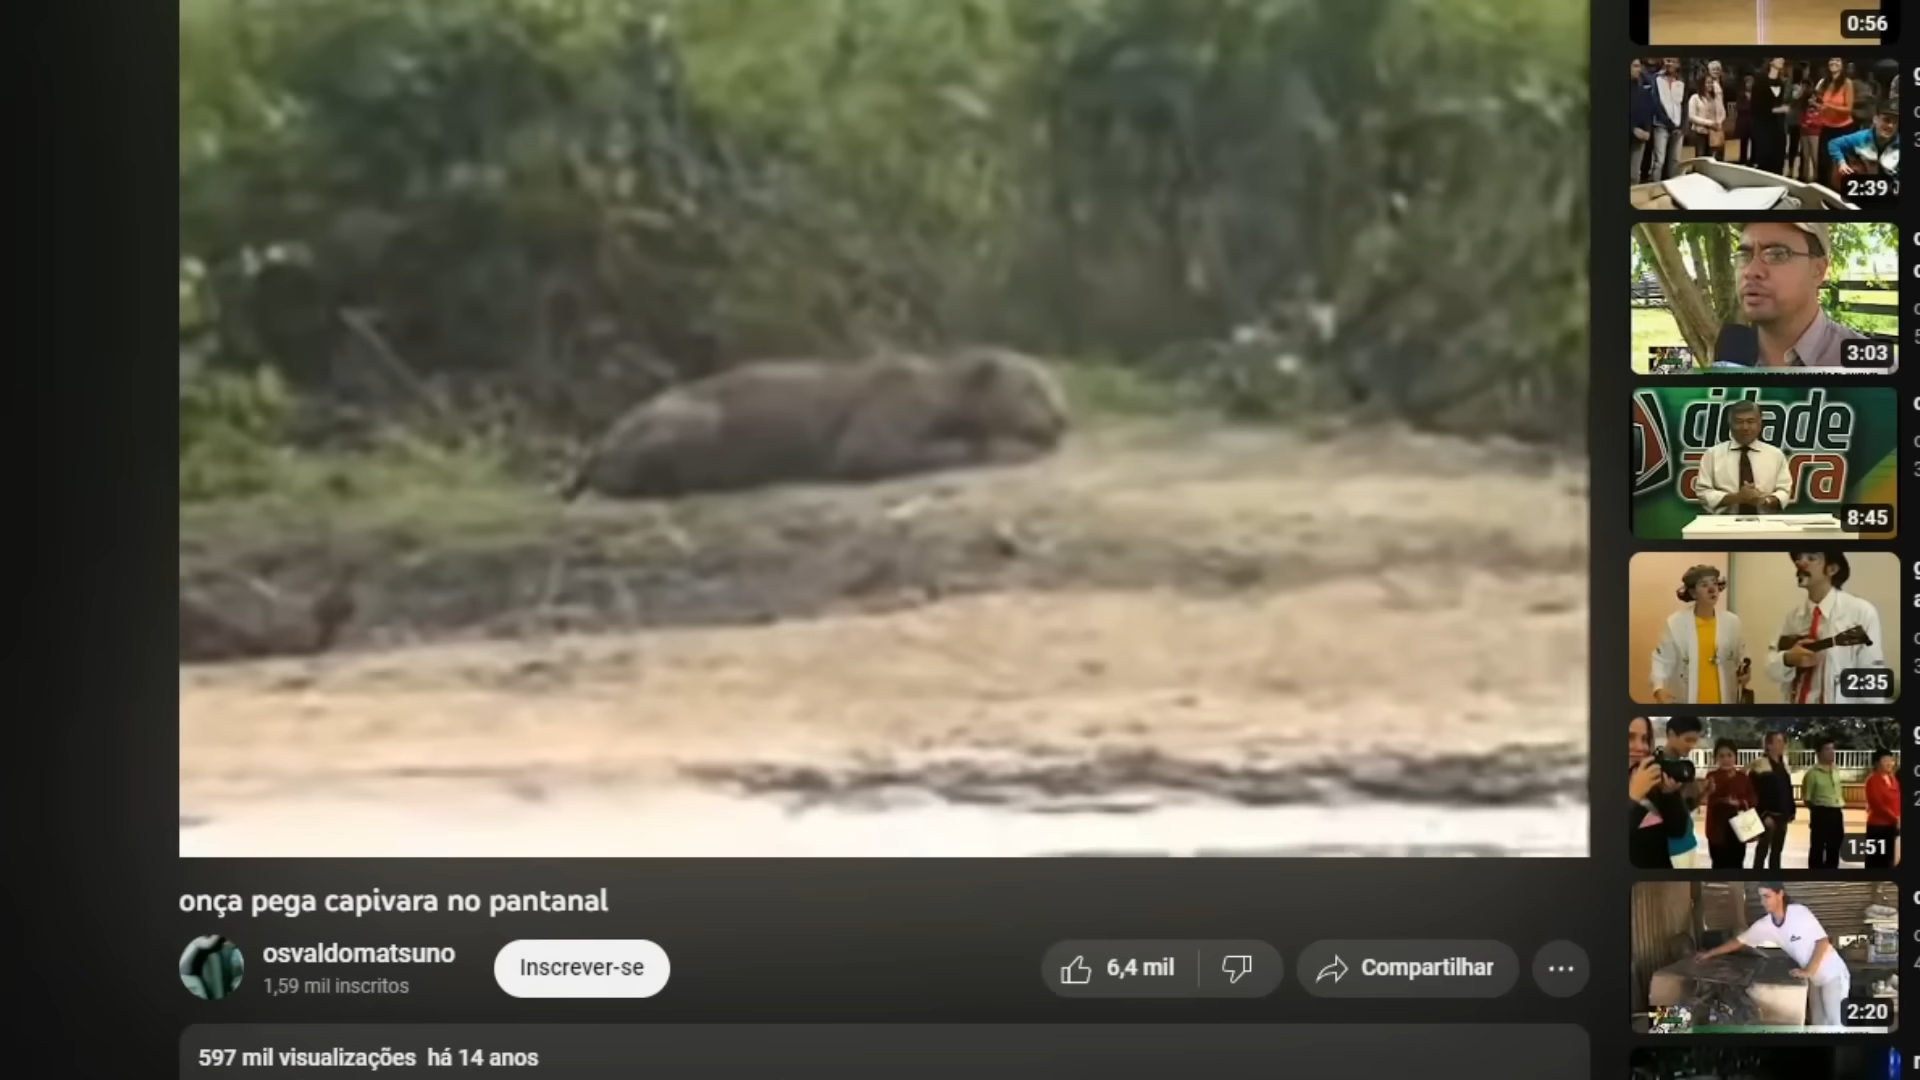 0:56
2:39
3:03
cidade
agora
8:45
2:35
1:51
2:20
onça pega capivara no pantanal
osvaldomatsuno
1,59 mil inscritos
Inscrever-se
6,4 mil
Compartilhar
597 mil visualizações há 14 anos